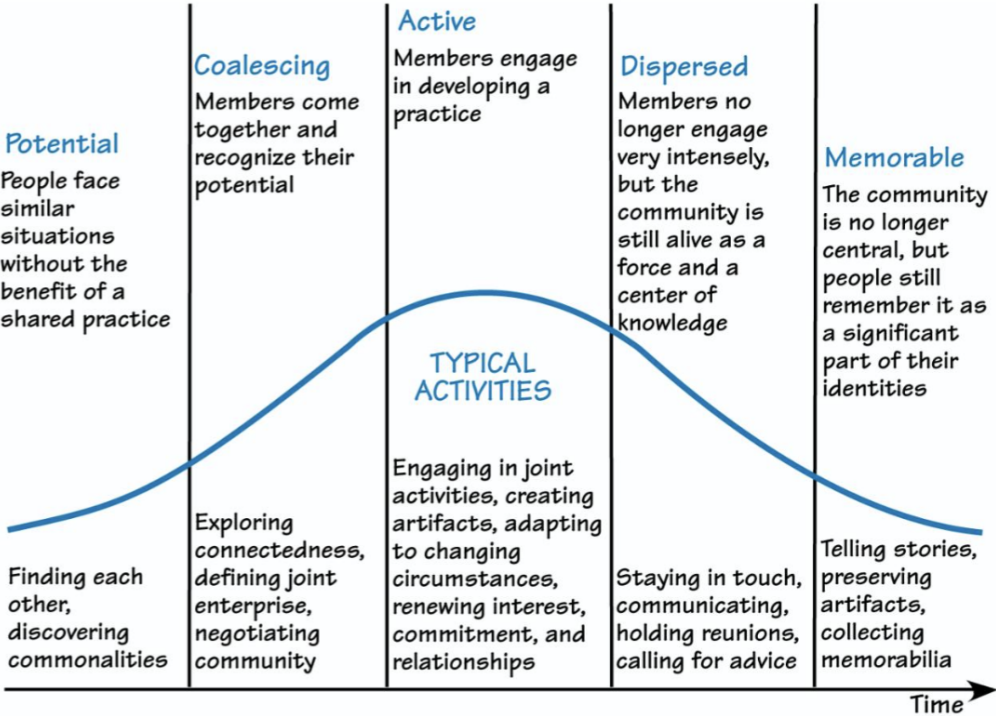 Potential
People face
similar
situations
without the
benefit of a
shared practice
Coalescing
Members come
together and
recognize their
potential
Active
Members engage
in developing a
practice
Dispersed
Members no
longer engage
very intensely,
but the
community is
still alive as a
force and a
center of
knowledge
Memorable
The community
is no longer
central, but
people still
remember it as
a significant
part of their
identities
TYPICAL
ACTIVITIES
Finding each
other,
discovering
commonalities
Exploring
connectedness,
defining joint
enterprise,
negotiating
community
Engaging in joint
activities, creating
artifacts, adapting
to changing
circumstances,
renewing interest,
commitment, and
relationships
Staying in touch,
communicating,
holding reunions,
calling for advice
Telling stories,
preserving
artifacts,
collecting
memorabilia
Time